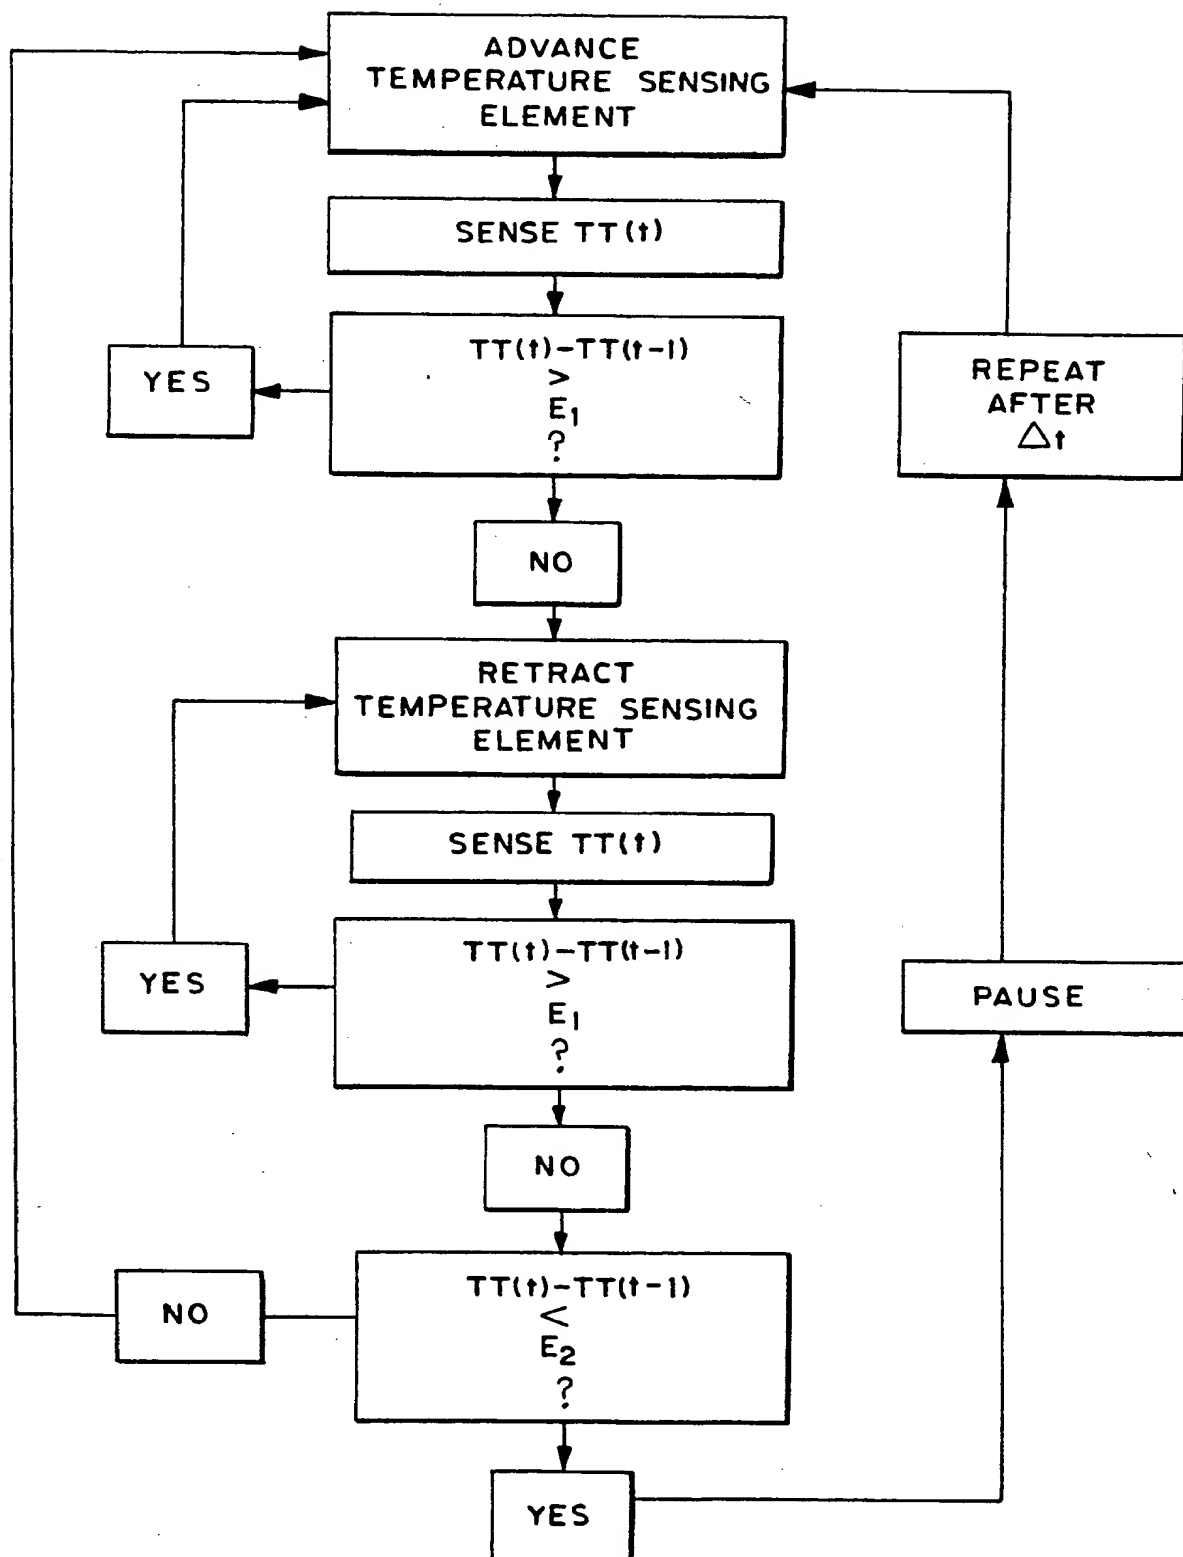 ADVANCE
TEMPERATURE SENSING
ELEMENT
SENSE TT(t)
TT(t)-TT(t-1)
>
E1
?
YES
REPEAT
AFTER
△t
NO
RETRACT
TEMPERATURE SENSING
ELEMENT
SENSE TT(t)
TT(t)-TT(t-1)
>
E1
?
YES
PAUSE
NO
TT(t)-TT(t-1)
<
E2
?
NO
YES